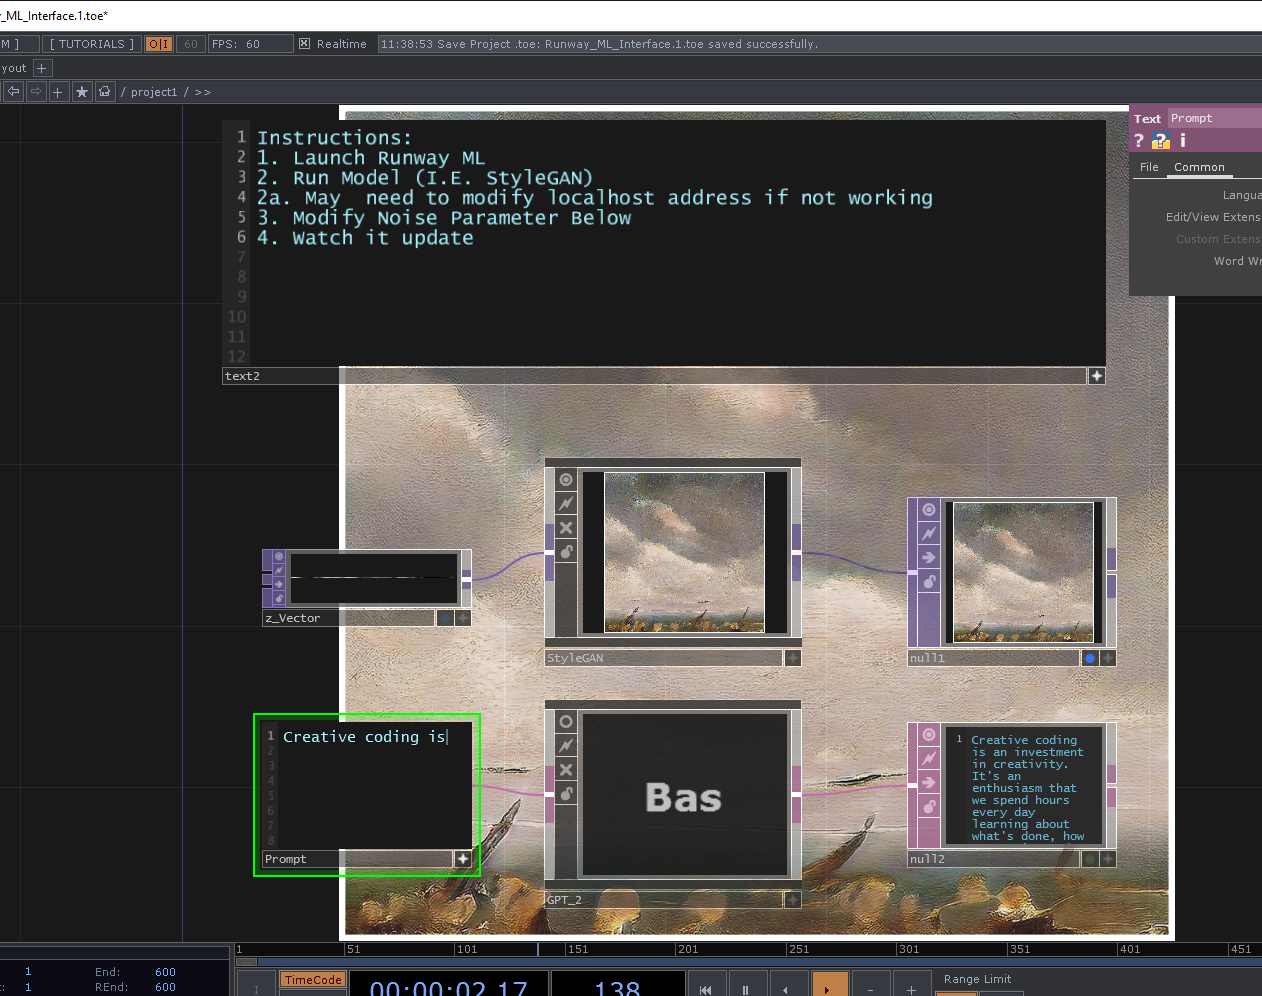 _ML_Interface.1.toe*
M ] [ TUTORIALS ] O|I 60 FPS: 60 Realtime 11:38:53 Save Project .toe: Runway_ML_Interface.1.toe saved successfully.
yout +
/ project1 / >>
Text Prompt
? ? i
File Common
Langua
Edit/View Extens
Custom Extens
Word Wr
1 Instructions:
2 1. Launch Runway ML
3 2. Run Model (I.E. StyleGAN)
4 2a. May  need to modify localhost address if not working
5 3. Modify Noise Parameter Below
6 4. Watch it update
7
8
9
10
11
12
text2
z_Vector
StyleGAN
null1
1 Creative coding is
2
3
4
5
6
7
8
Prompt
Bas
GPT_2
1 Creative coding
is an investment
in creativity.
It's an
enthusiasm that
we spend hours
every day
learning about
what's done, how
null2
1 51 101 151 201 251 301 351 401 451
1 End: 600
: 1 REnd: 600
I TimeCode 00:00:02.17 138 - + Range Limit